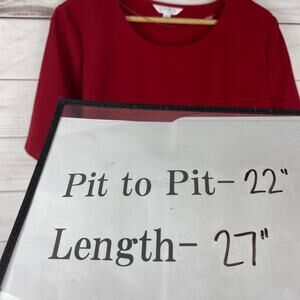 Pit to Pit- 22"
Length- 27"